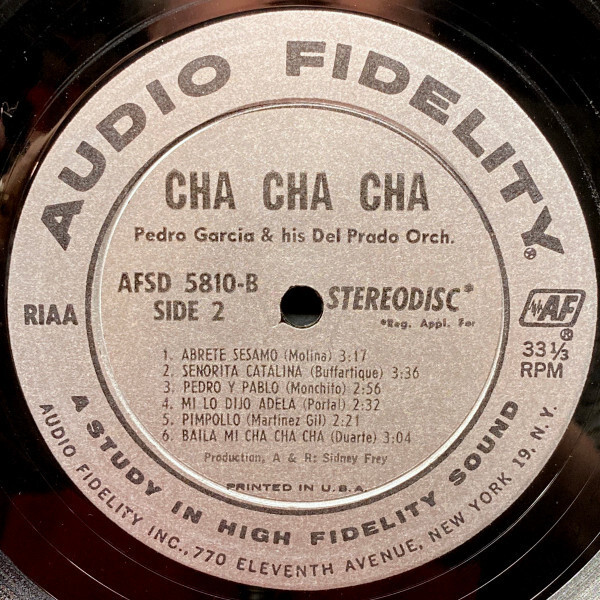 AUDIO FIDELITY®
CHA CHA CHA
Pedro Garcia & his Del Prado Orch.
AFSD 5810-B
SIDE 2
STEREODISC*
*Reg. Appl. For
RIAA
AF®
33 1/3
RPM
1. ABRETE SESAMO (Molina) 3:17
2. SENORITA CATALINA (Buffartique) 3:36
3. PEDRO Y PABLO (Monchito) 2:56
4. MI LO DIJO ADELA (Portal) 2:32
5. PIMPOLLO (Martinez Gil) 2:21
6. BAILA MI CHA CHA CHA (Duarte) 3:04
Production, A & R: Sidney Frey
PRINTED IN U.S.A.
A STUDY IN HIGH FIDELITY SOUND
AUDIO FIDELITY INC., 770 ELEVENTH AVENUE, NEW YORK 19, N.Y.